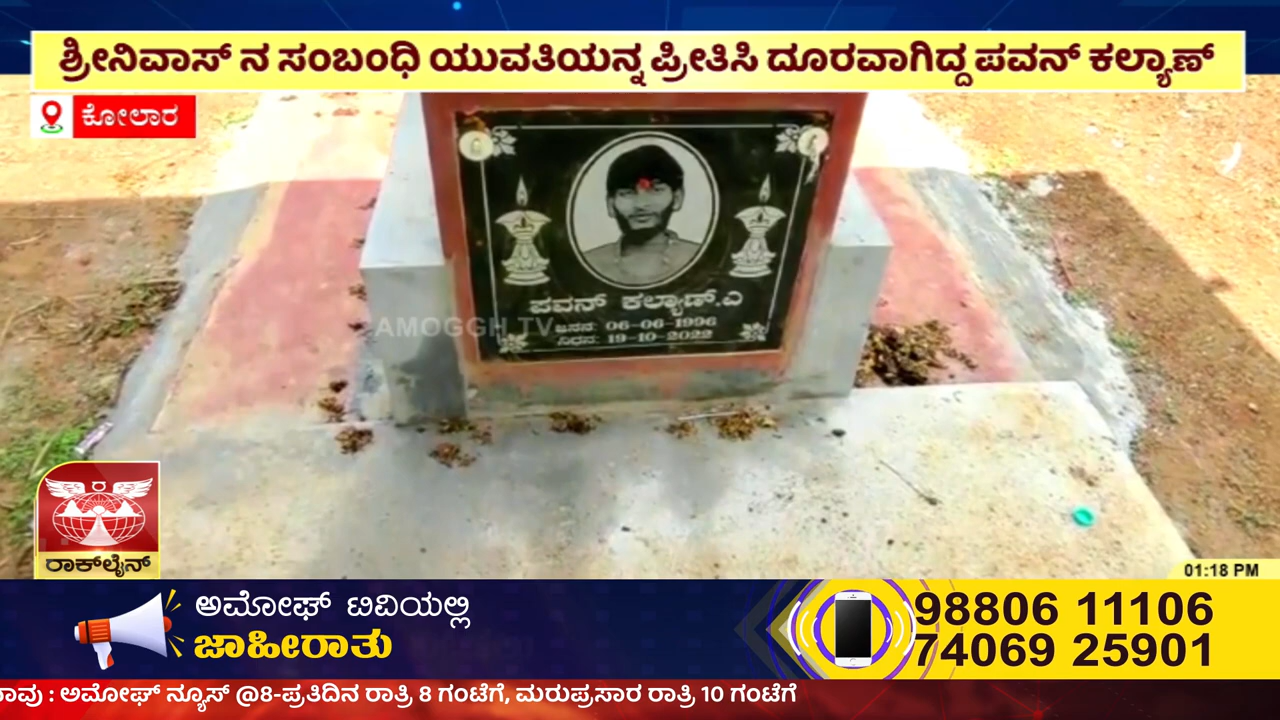 ಶ್ರೀನಿವಾಸ್ ನ ಸಂಬಂಧಿ ಯುವತಿಯನ್ನ ಪ್ರೀತಿಸಿ ದೂರವಾಗಿದ್ದ ಪವನ್ ಕಲ್ಯಾಣ್
ಕೋಲಾರ
ಪವನ್ ಕಲ್ಯಾಣ್.ಎ
AMOGGH TV
ಜನನ: 06-06-1996
ನಿಧನ: 19-10-2022
ರಾಕ್‌ಲೈನ್
01:18 PM
ಅಮೋಘ್ ಟಿವಿಯಲ್ಲಿ
ಜಾಹೀರಾತು
98806 11106
74069 25901
: ಅಮೋಘ್ ನ್ಯೂಸ್ @8-ಪ್ರತಿದಿನ ರಾತ್ರಿ 8 ಗಂಟೆಗೆ, ಮರುಪ್ರಸಾರ ರಾತ್ರಿ 10 ಗಂಟೆಗೆ